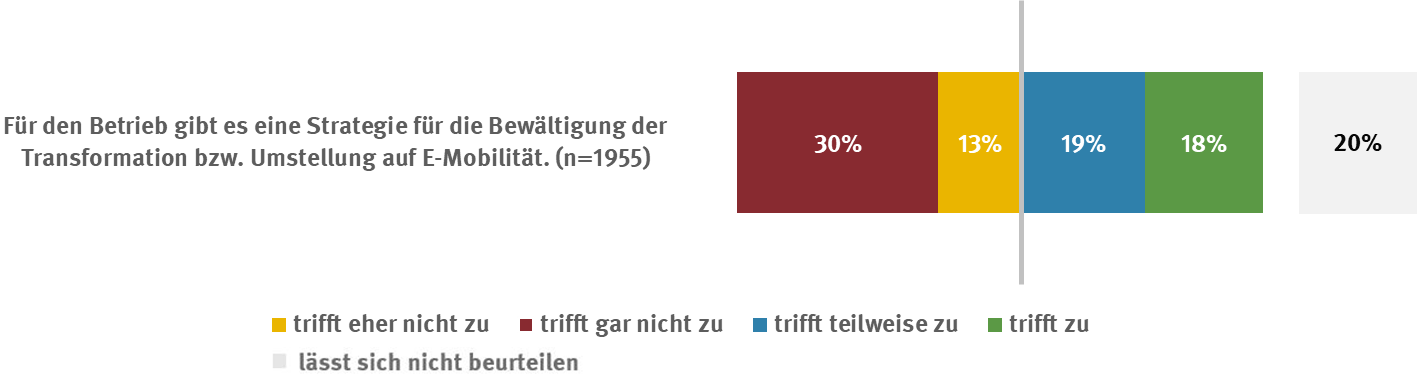 Für den Betrieb gibt es eine Strategie für die Bewältigung der
Transformation bzw. Umstellung auf E-Mobilität. (n=1955)
30% 13% 19% 18% 20%
trifft eher nicht zu trifft gar nicht zu trifft teilweise zu trifft zu
lässt sich nicht beurteilen